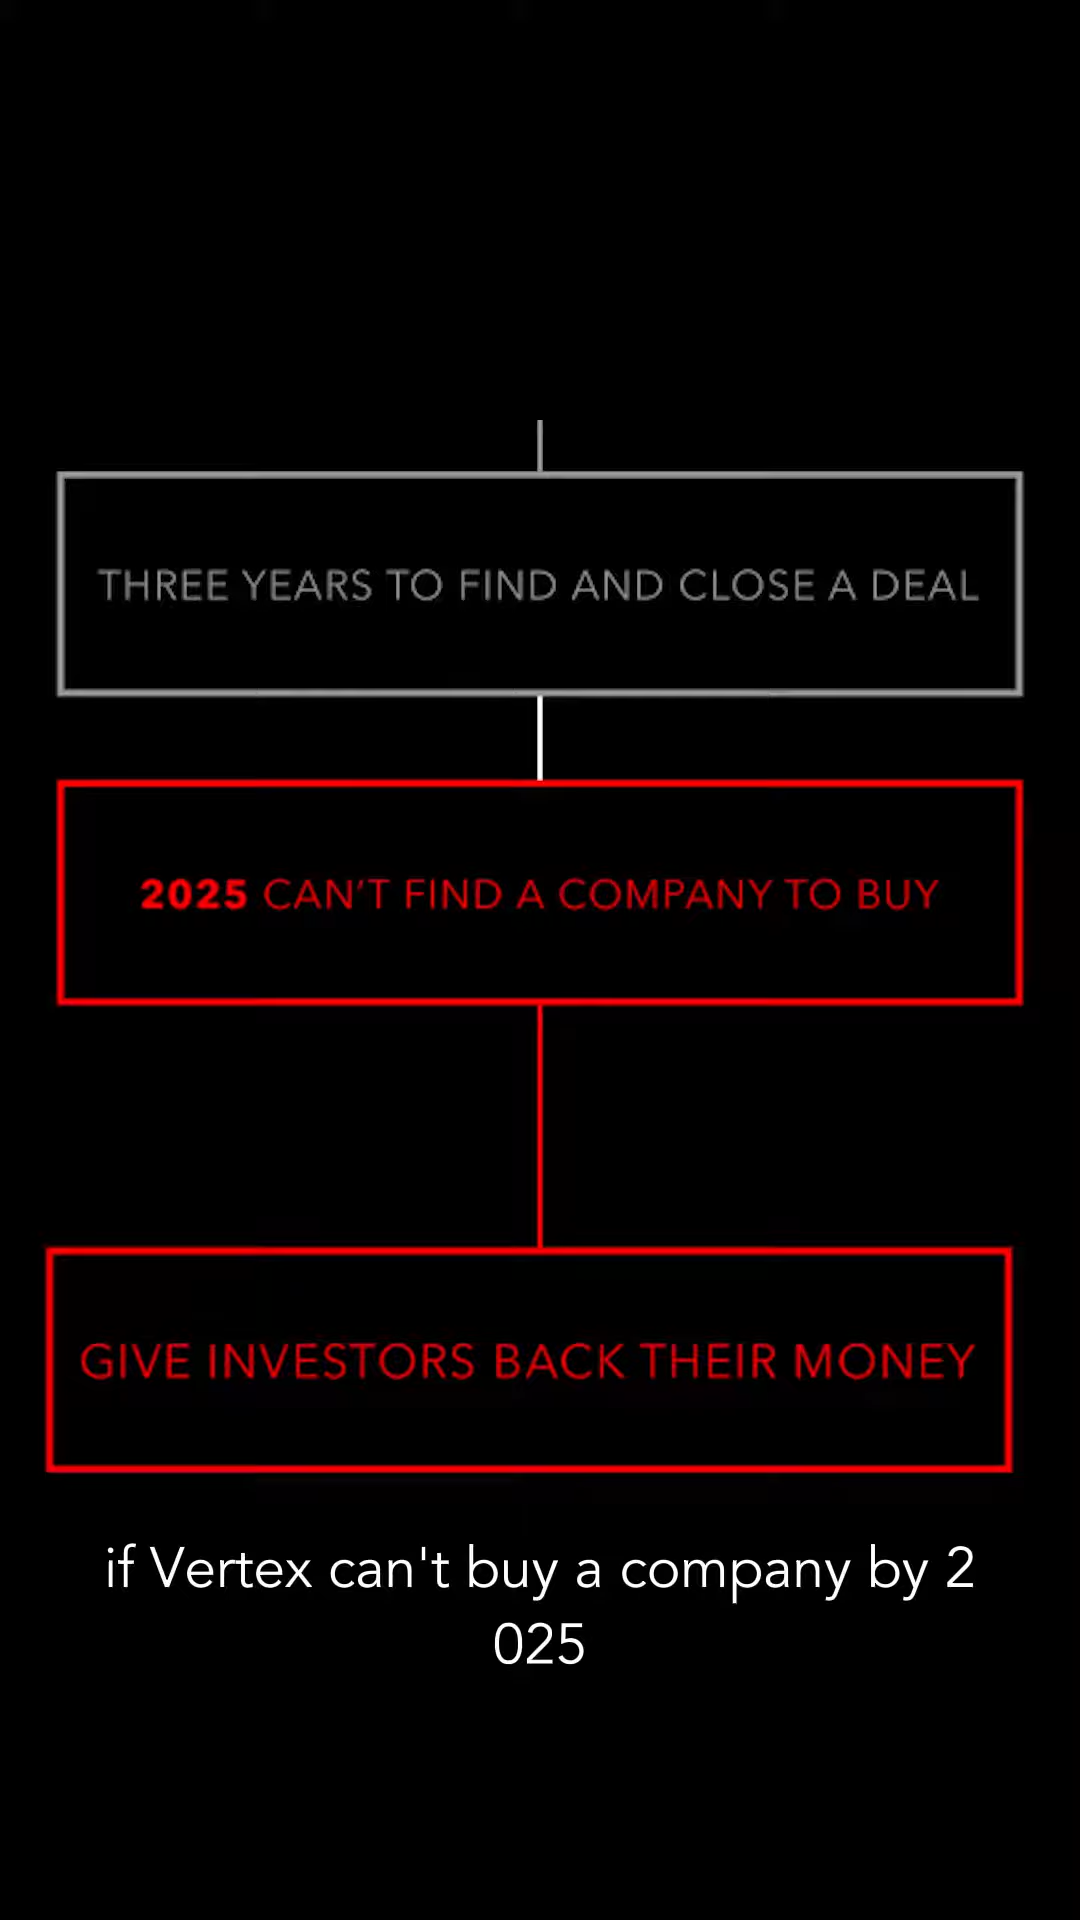 THREE YEARS TO FIND AND CLOSE A DEAL
2025 CAN'T FIND A COMPANY TO BUY
GIVE INVESTORS BACK THEIR MONEY
if Vertex can't buy a company by 2
025